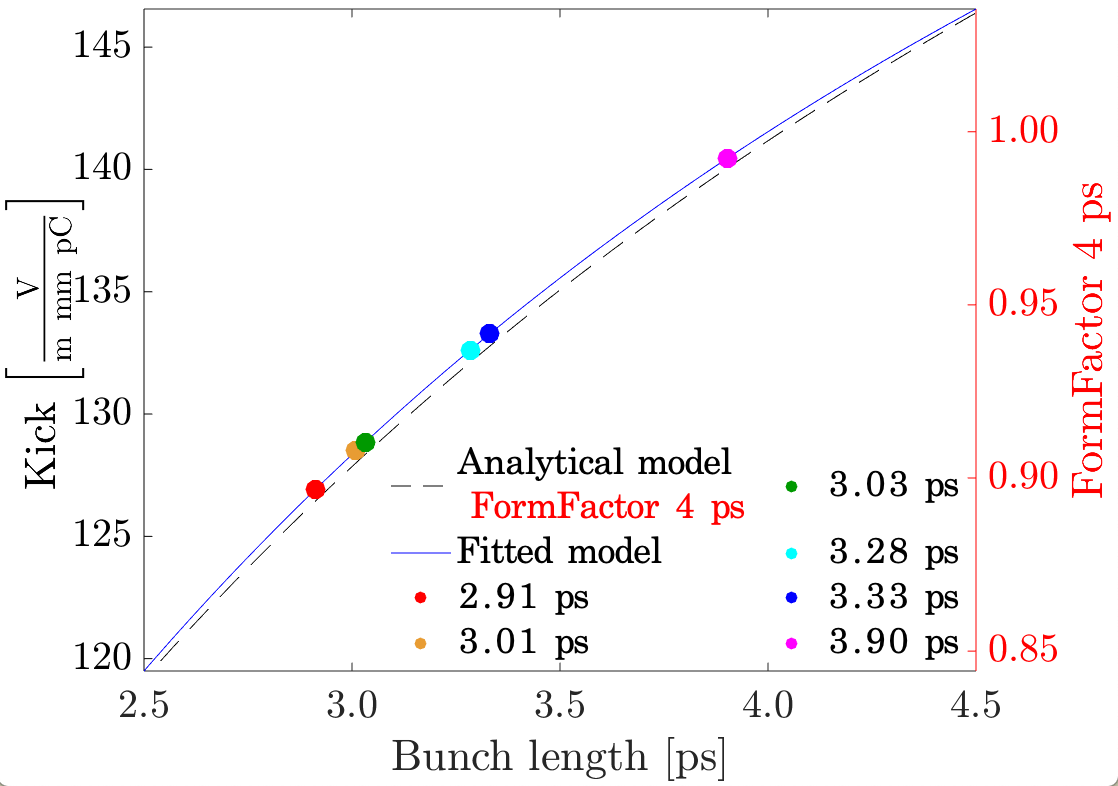 145
140
135
130
125
120
Kick [V / m mm pC]
1.00
0.95
0.90
0.85
FormFactor 4 ps
Analytical model
FormFactor 4 ps
Fitted model
2.91 ps
3.01 ps
3.03 ps
3.28 ps
3.33 ps
3.90 ps
2.5 3.0 3.5 4.0 4.5
Bunch length [ps]